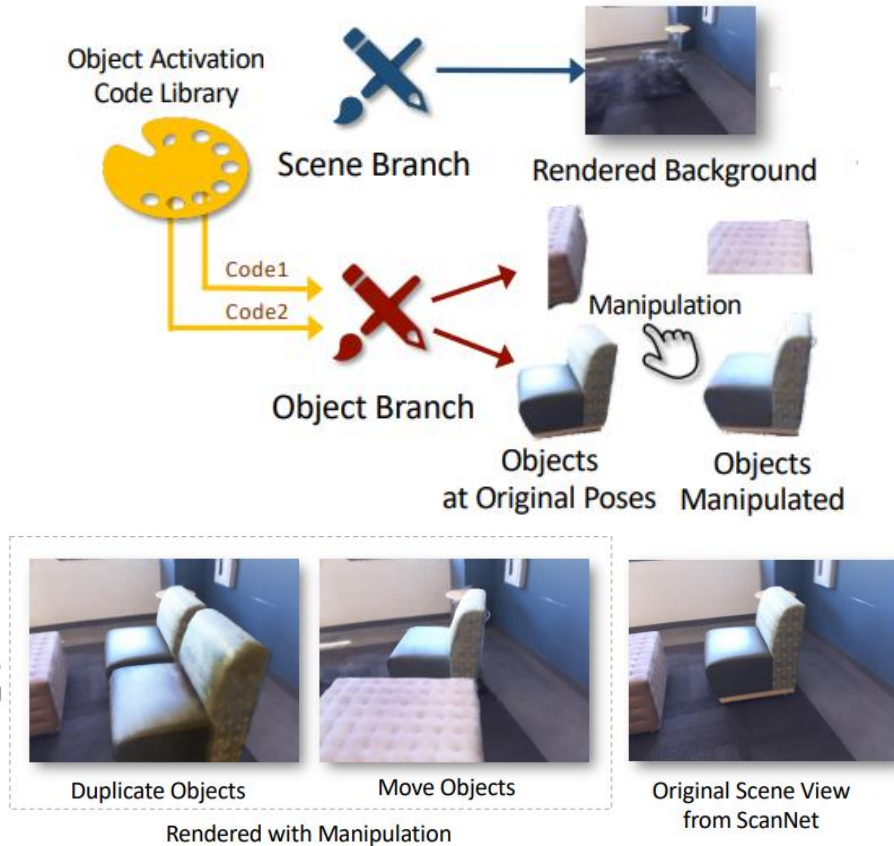 Object Activation
Code Library
Scene Branch
Rendered Background
Code1
Code2
Manipulation
Object Branch
Objects
at Original Poses
Objects
Manipulated
Duplicate Objects
Move Objects
Original Scene View
from ScanNet
Rendered with Manipulation